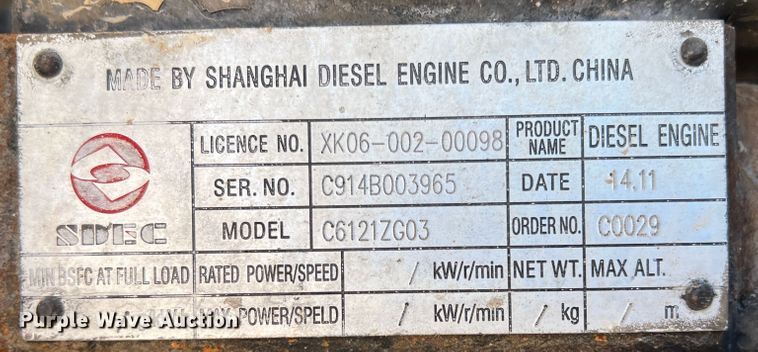 MADE BY SHANGHAI DIESEL ENGINE CO., LTD. CHINA
LICENCE NO. XK06-002-00098 PRODUCT NAME DIESEL ENGINE
SER. NO. C914B003965 DATE 14.11
SDEC MODEL C6121ZG03 ORDER NO. C0029
MIN BSFC AT FULL LOAD RATED POWER/SPEED / kW/r/min NET WT. MAX ALT.
POWER/SPELD / kW/r/min / kg / m
Purple Wave Auction